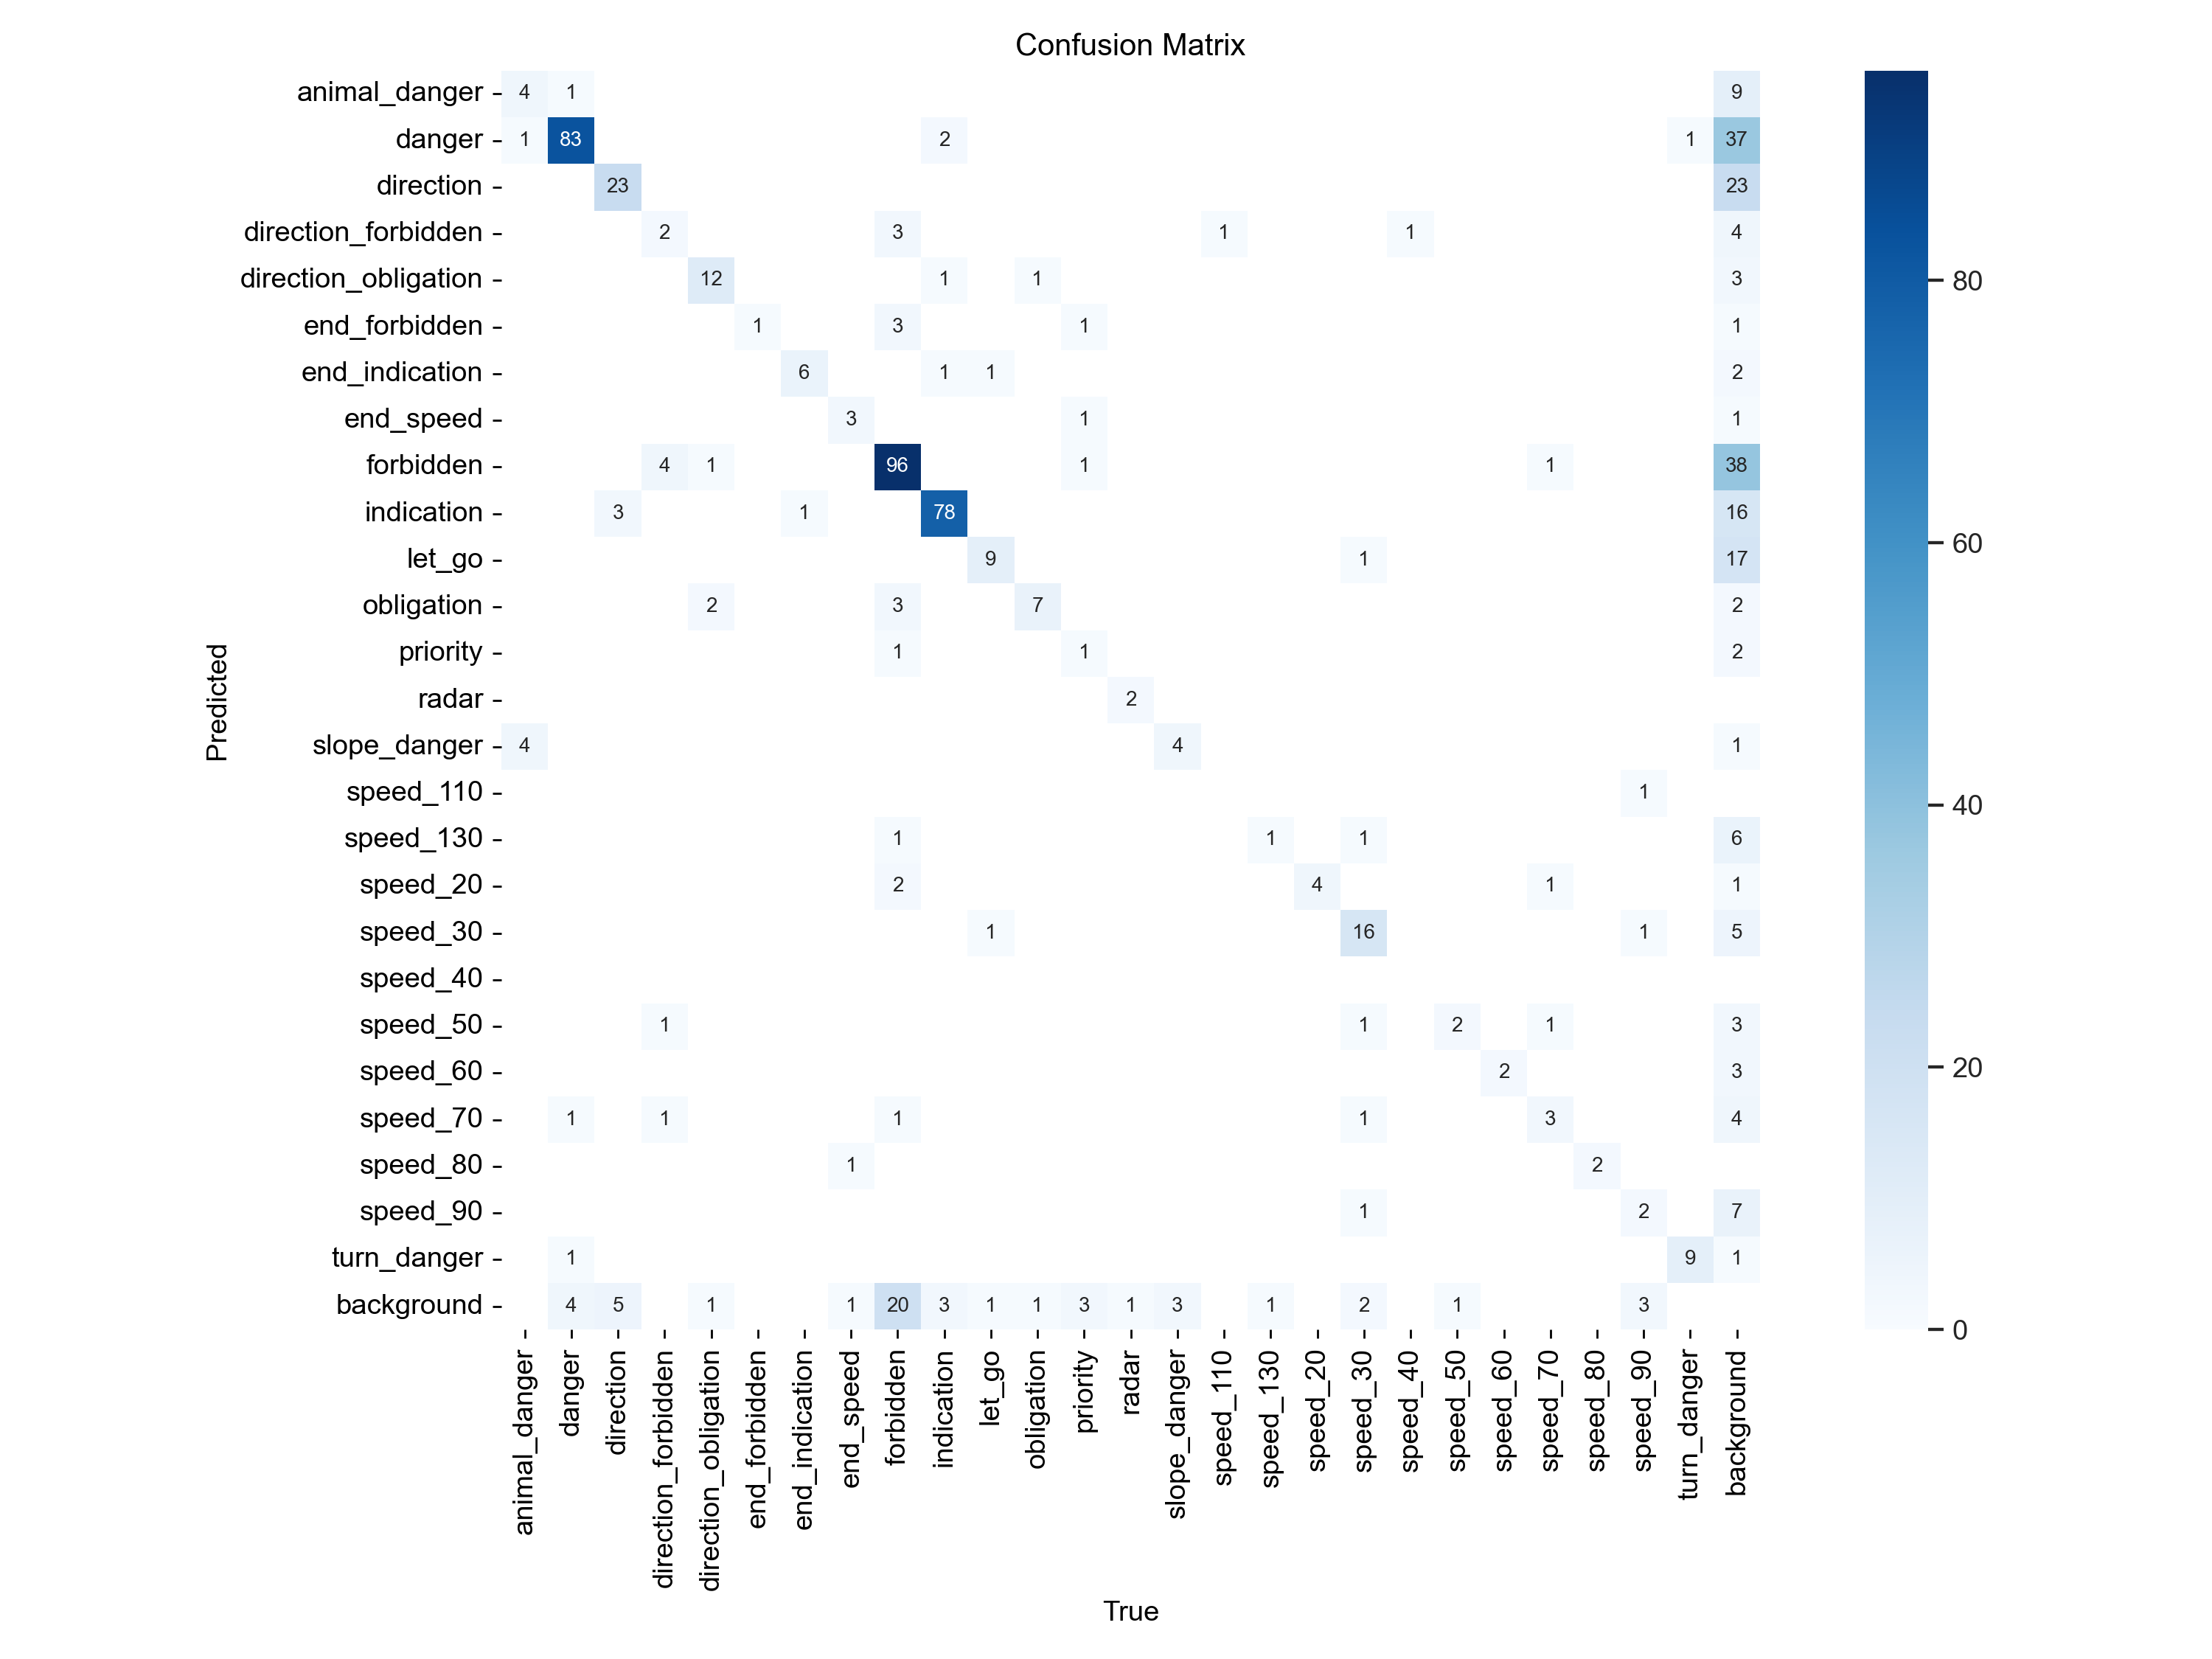 Confusion Matrix
animal_danger 4 1 9
danger 1 83 2 1 37
direction 23 23
direction_forbidden 2 3 1 1 4
direction_obligation 12 1 1 3
end_forbidden 1 3 1 1
end_indication 6 1 1 2
end_speed 3 1 1
forbidden 4 1 96 1 1 38
indication 3 1 78 16
let_go 9 1 17
obligation 2 3 7 2
priority 1 1 2
radar 2
slope_danger 4 4 1
speed_110 1
speed_130 1 1 1 6
speed_20 2 4 1 1
speed_30 1 16 1 5
speed_40
speed_50 1 1 2 1 3
speed_60 2 3
speed_70 1 1 1 1 3 4
speed_80 1 2
speed_90 1 2 7
turn_danger 1 9 1
background 4 5 1 1 20 3 1 1 3 1 3 1 2 1 3
Predicted
animal_danger
danger
direction
direction_forbidden
direction_obligation
end_forbidden
end_indication
end_speed
forbidden
indication
let_go
obligation
priority
radar
slope_danger
speed_110
speed_130
speed_20
speed_30
speed_40
speed_50
speed_60
speed_70
speed_80
speed_90
turn_danger
background
True
80
60
40
20
0